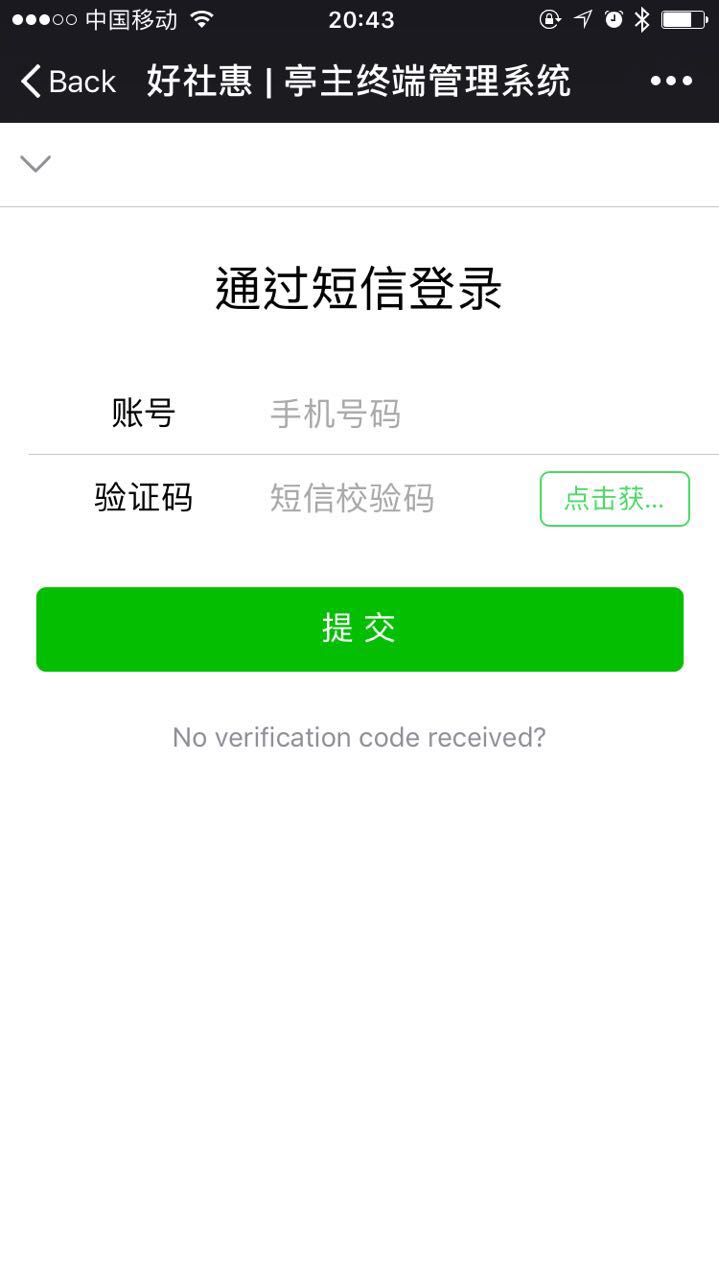 中国移动 20:43
Back 好社惠 | 亭主终端管理系统
通过短信登录
账号 手机号码
验证码 短信校验码 点击获...
提 交
No verification code received?